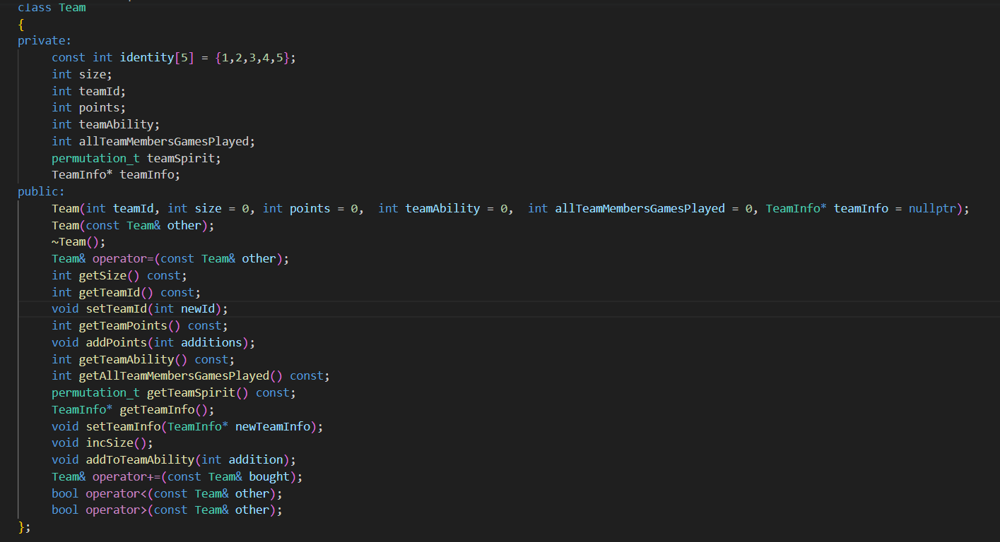 class Team
{
private:
    const int identity[5] = {1,2,3,4,5};
    int size;
    int teamId;
    int points;
    int teamAbility;
    int allTeamMembersGamesPlayed;
    permutation_t teamSpirit;
    TeamInfo* teamInfo;
public:
    Team(int teamId, int size = 0, int points = 0,  int teamAbility = 0,  int allTeamMembersGamesPlayed = 0, TeamInfo* teamInfo = nullptr);
    Team(const Team& other);
    ~Team();
    Team& operator=(const Team& other);
    int getSize() const;
    int getTeamId() const;
    void setTeamId(int newId);
    int getTeamPoints() const;
    void addPoints(int additions);
    int getTeamAbility() const;
    int getAllTeamMembersGamesPlayed() const;
    permutation_t getTeamSpirit() const;
    TeamInfo* getTeamInfo();
    void setTeamInfo(TeamInfo* newTeamInfo);
    void incSize();
    void addToTeamAbility(int addition);
    Team& operator+=(const Team& bought);
    bool operator<(const Team& other);
    bool operator>(const Team& other);
};